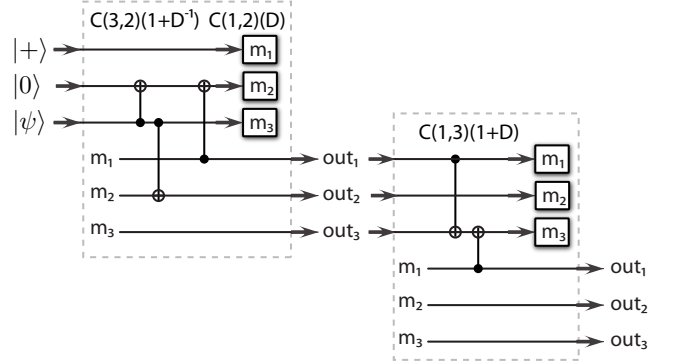 C(3,2)(1+D⁻¹) C(1,2)(D)
|+⟩ m₁
|0⟩ m₂
|ψ⟩ m₃
C(1,3)(1+D)
m₁ out₁ m₁
m₂ out₂ m₂
m₃ out₃ m₃
m₁ out₁
m₂ out₂
m₃ out₃